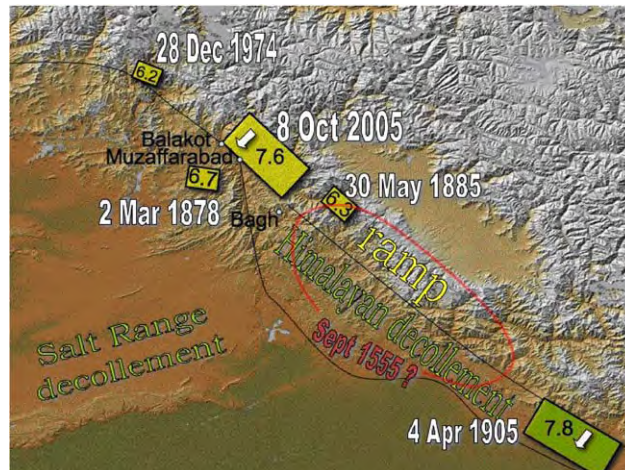 28 Dec 1974
6.2
8 Oct 2005
Balakot
7.6
Muzaffarabad
6.7
30 May 1885
6.3
2 Mar 1878
Bagh
ramp
Himalayan decollement
Salt Range
decollement
Sept 1555 ?
4 Apr 1905
7.8